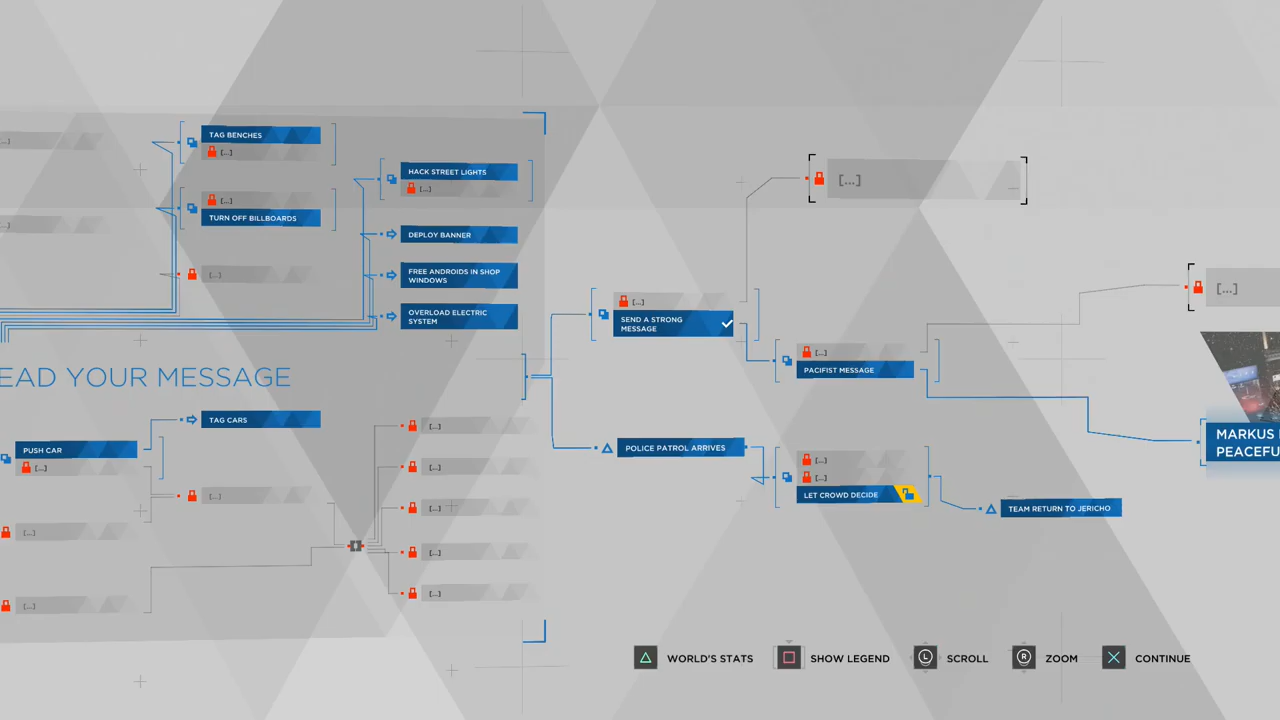 [...]
TAG BENCHES
[...]
HACK STREET LIGHTS
[...]
[...]
[...]
[...]
TURN OFF BILLBOARDS
[...]
DEPLOY BANNER
[...]
FREE ANDROIDS IN SHOP
WINDOWS
[...]
[...]
OVERLOAD ELECTRIC
SYSTEM
SEND A STRONG
MESSAGE
[...]
PACIFIST MESSAGE
EAD YOUR MESSAGE
TAG CARS
[...]
MARKUS
PEACEFU
PUSH CAR
[...]
[...]
POLICE PATROL ARRIVES
[...]
[...]
LET CROWD DECIDE
[...]
[...]
TEAM RETURN TO JERICHO
[...]
[...]
[...]
[...]
WORLD'S STATS
SHOW LEGEND
L
SCROLL
R
ZOOM
CONTINUE